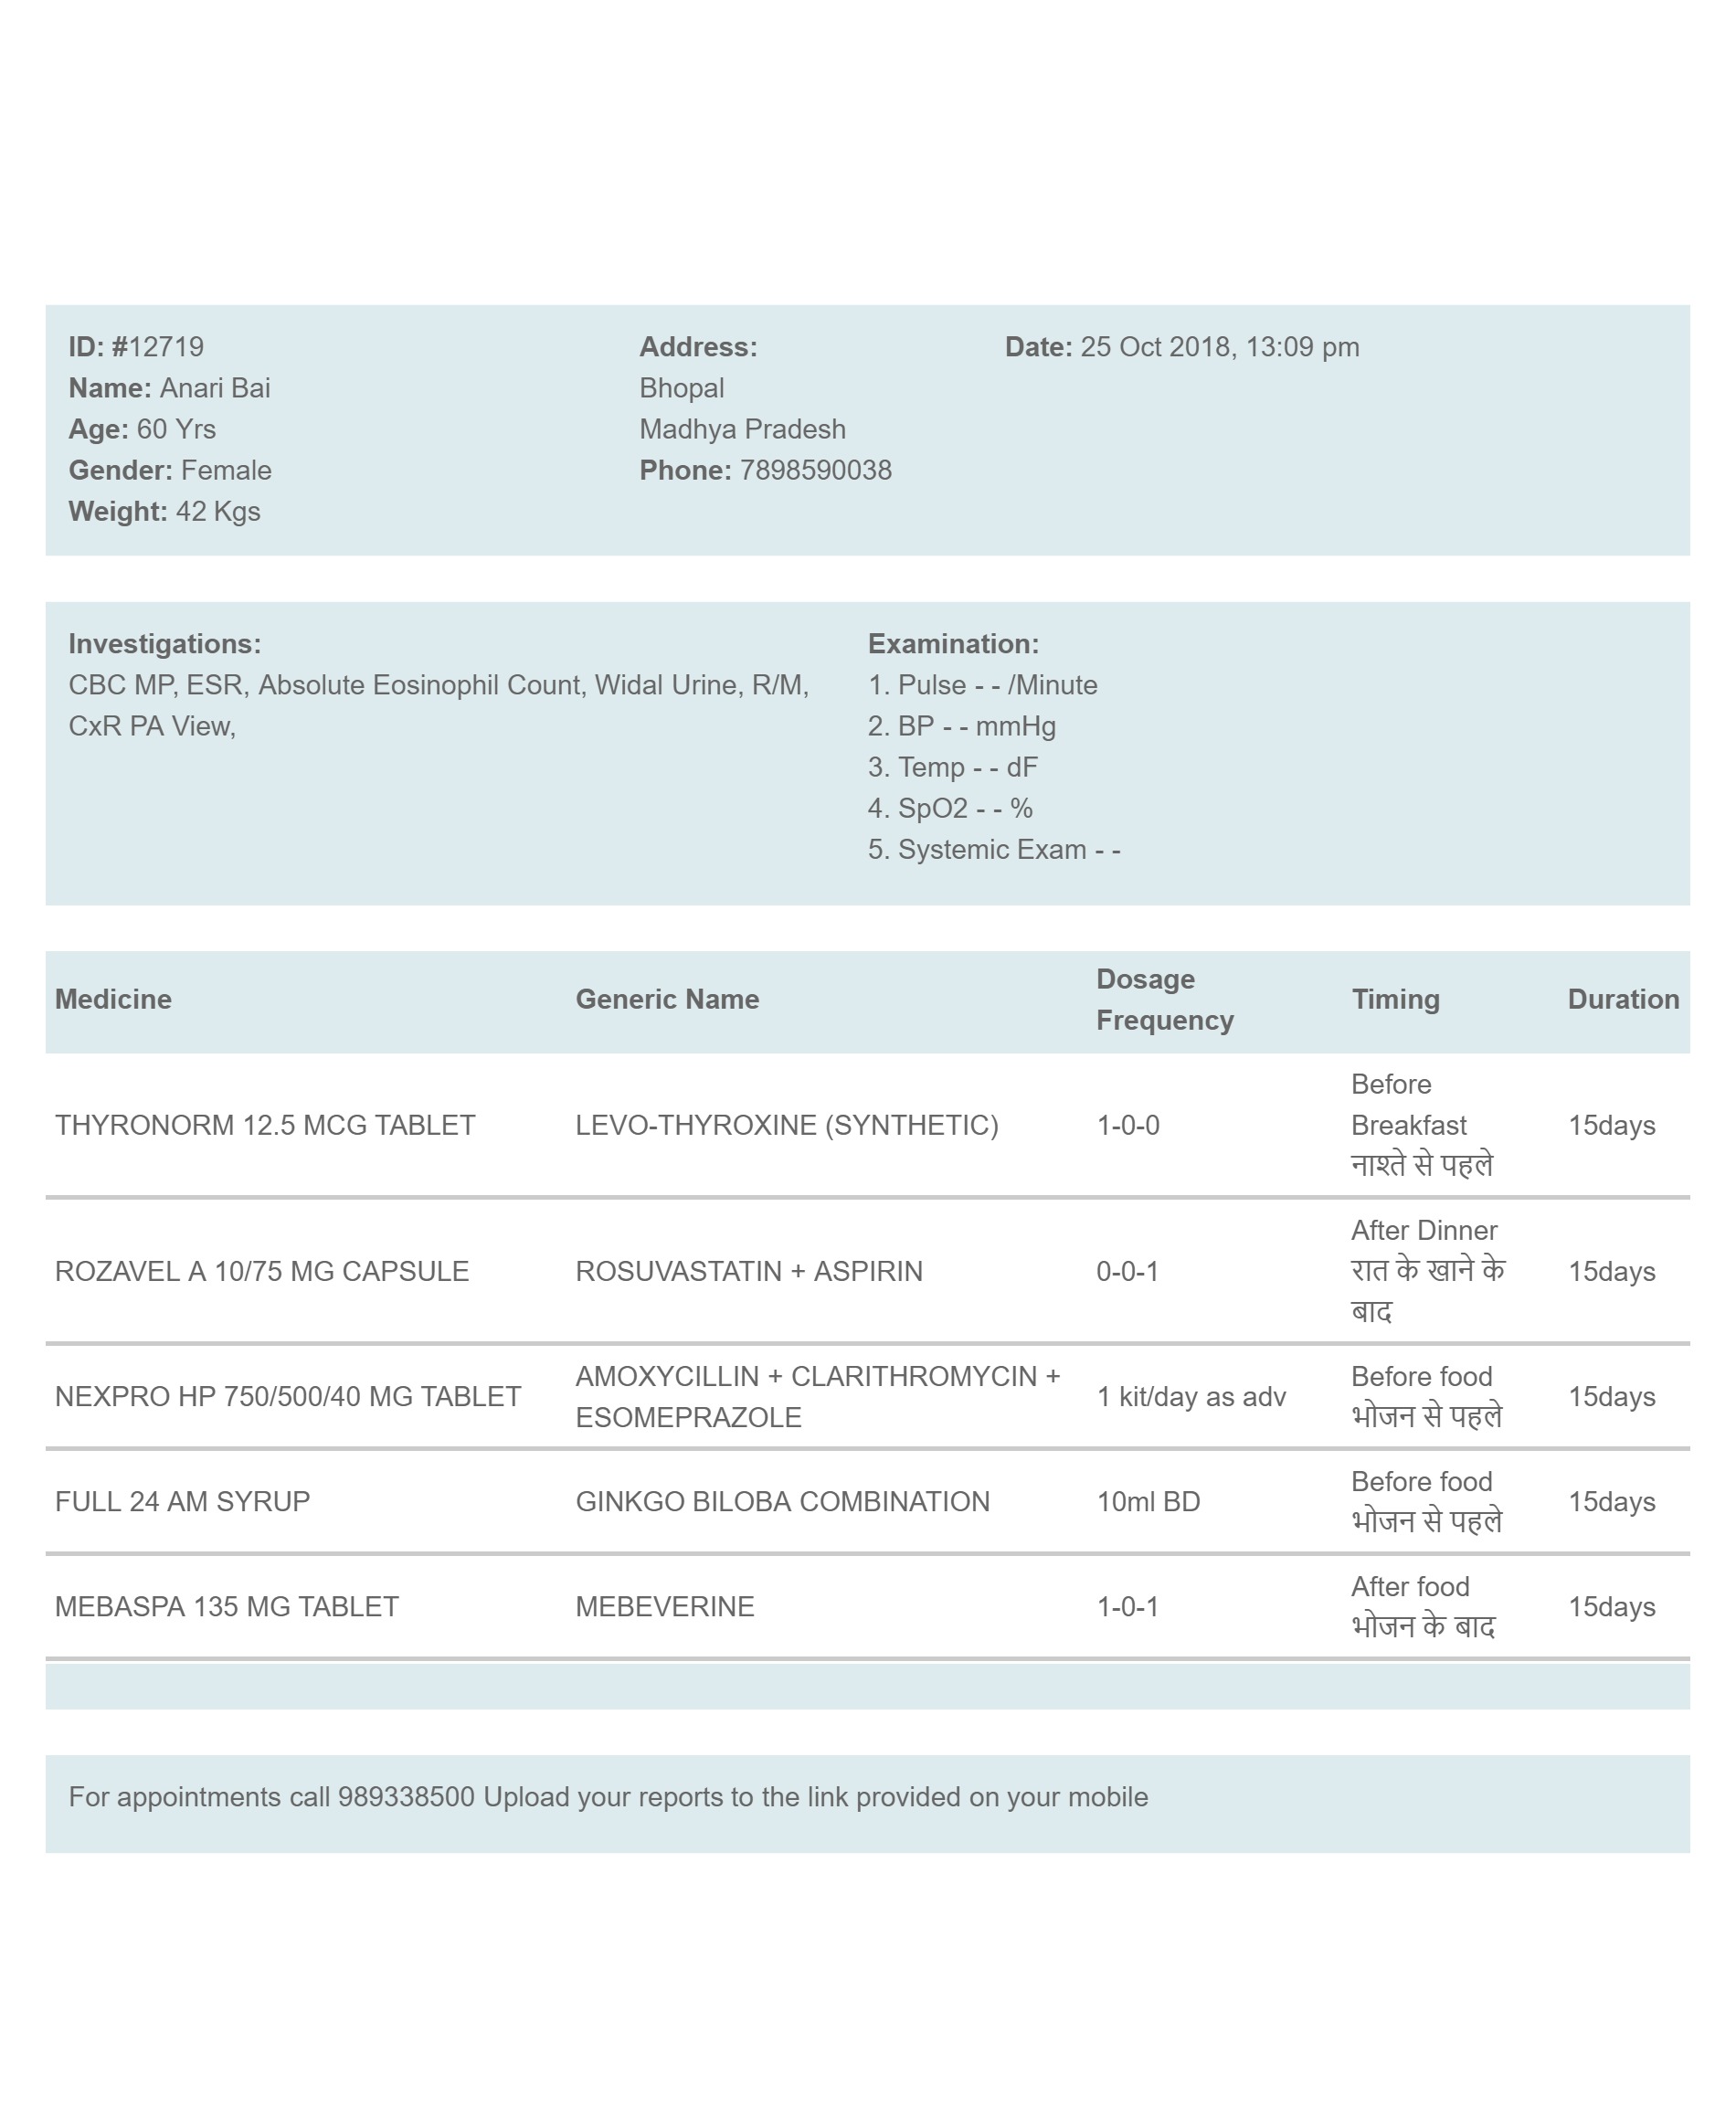 ID: #12719
Name: Anari Bai
Age: 60 Yrs
Gender: Female
Weight: 42 Kgs
Address:
Bhopal
Madhya Pradesh
Phone: 7898590038
Date: 25 Oct 2018, 13:09 pm
Investigations:
CBC MP, ESR, Absolute Eosinophil Count, Widal Urine, R/M,
CxR PA View,
Examination:
1. Pulse - - /Minute
2. BP - - mmHg
3. Temp - - dF
4. SpO2 - - %
5. Systemic Exam - -
Medicine Generic Name Dosage Frequency Timing Duration
THYRONORM 12.5 MCG TABLET LEVO-THYROXINE (SYNTHETIC) 1-0-0 Before Breakfast नाश्ते से पहले 15days
ROZAVEL A 10/75 MG CAPSULE ROSUVASTATIN + ASPIRIN 0-0-1 After Dinner रात के खाने के बाद 15days
NEXPRO HP 750/500/40 MG TABLET AMOXYCILLIN + CLARITHROMYCIN + ESOMEPRAZOLE 1 kit/day as adv Before food भोजन से पहले 15days
FULL 24 AM SYRUP GINKGO BILOBA COMBINATION 10ml BD Before food भोजन से पहले 15days
MEBASPA 135 MG TABLET MEBEVERINE 1-0-1 After food भोजन के बाद 15days
For appointments call 989338500 Upload your reports to the link provided on your mobile